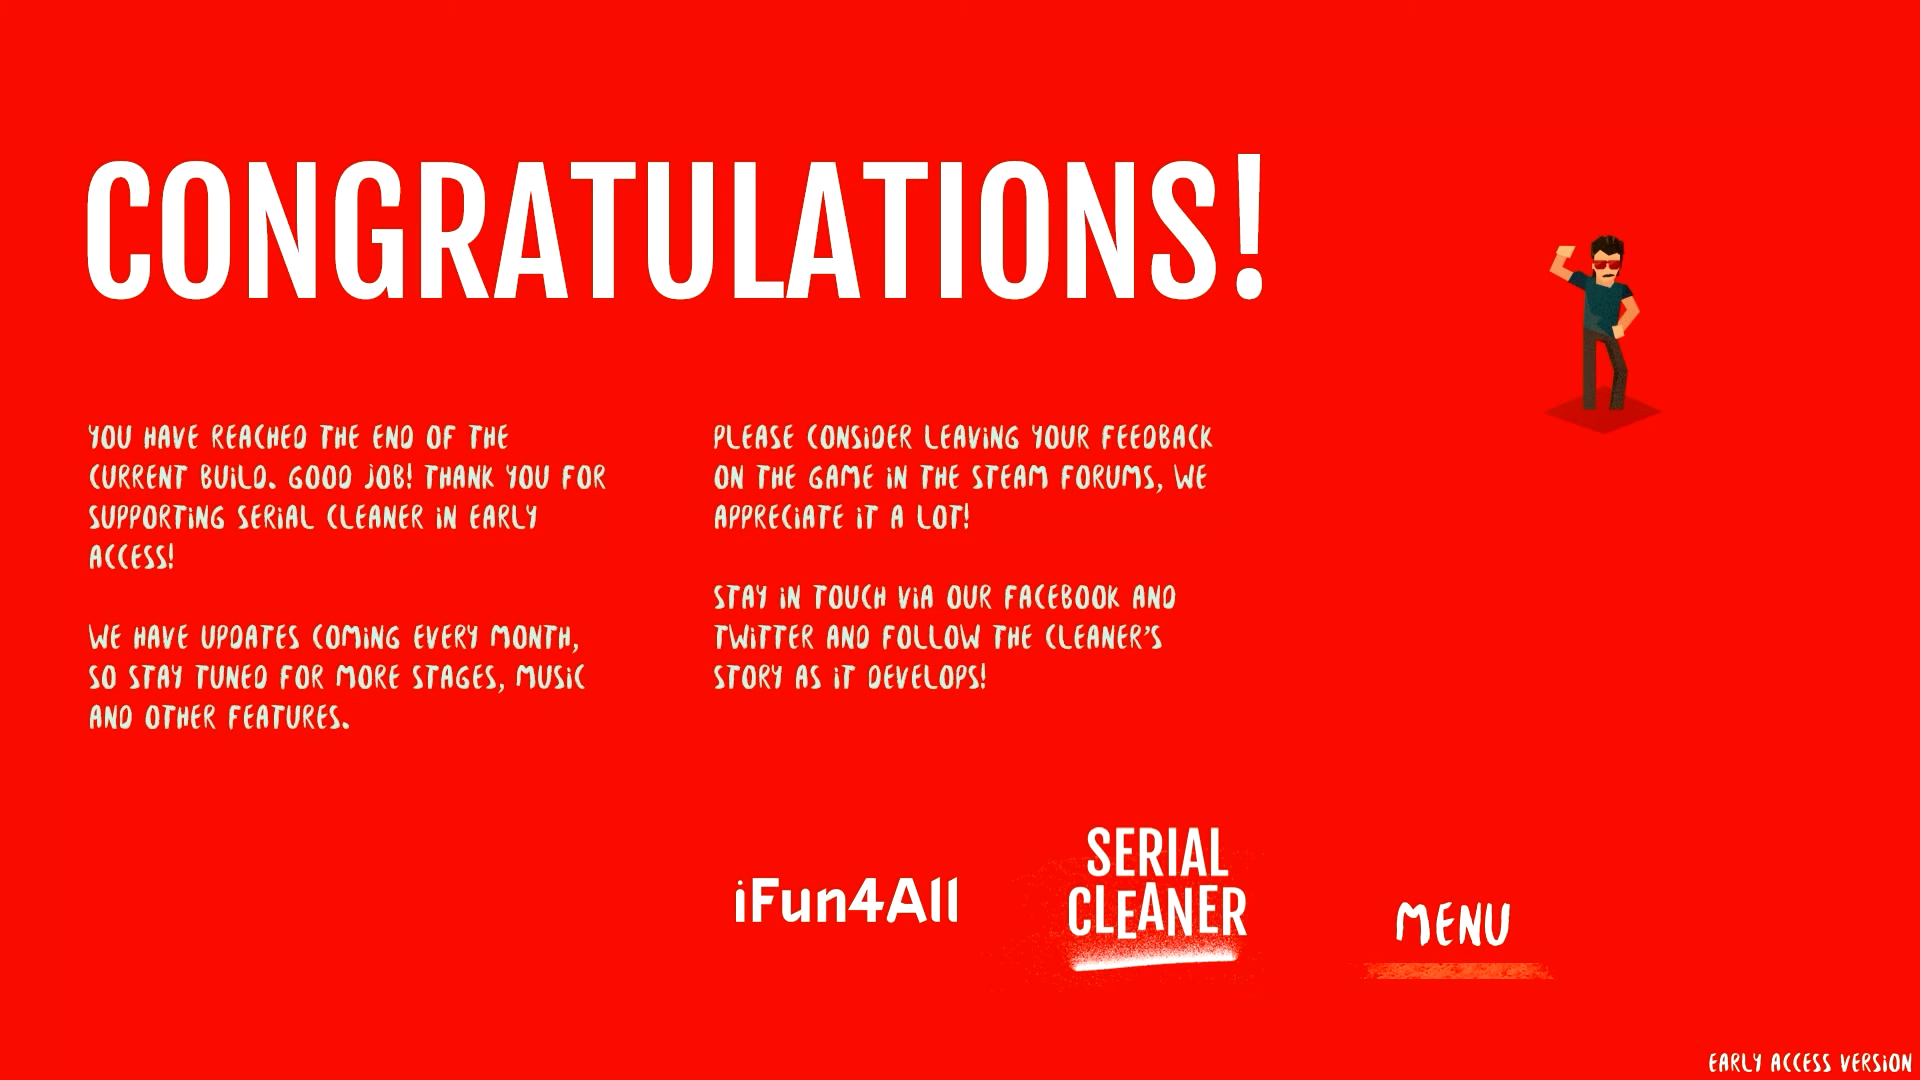 CONGRATULATIONS!
YOU HAVE REACHED THE END OF THE
CURRENT BUILD. GOOD JOB! THANK YOU FOR
SUPPORTING SERIAL CLEANER IN EARLY
ACCESS!
WE HAVE UPDATES COMING EVERY MONTH,
SO STAY TUNED FOR MORE STAGES, MUSIC
AND OTHER FEATURES.
PLEASE CONSIDER LEAVING YOUR FEEDBACK
ON THE GAME IN THE STEAM FORUMS, WE
APPRECIATE IT A LOT!
STAY IN TOUCH VIA OUR FACEBOOK AND
TWITTER AND FOLLOW THE CLEANER'S
STORY AS IT DEVELOPS!
iFun4All
SERIAL
CLEANER
MENU
EARLY ACCESS VERSION